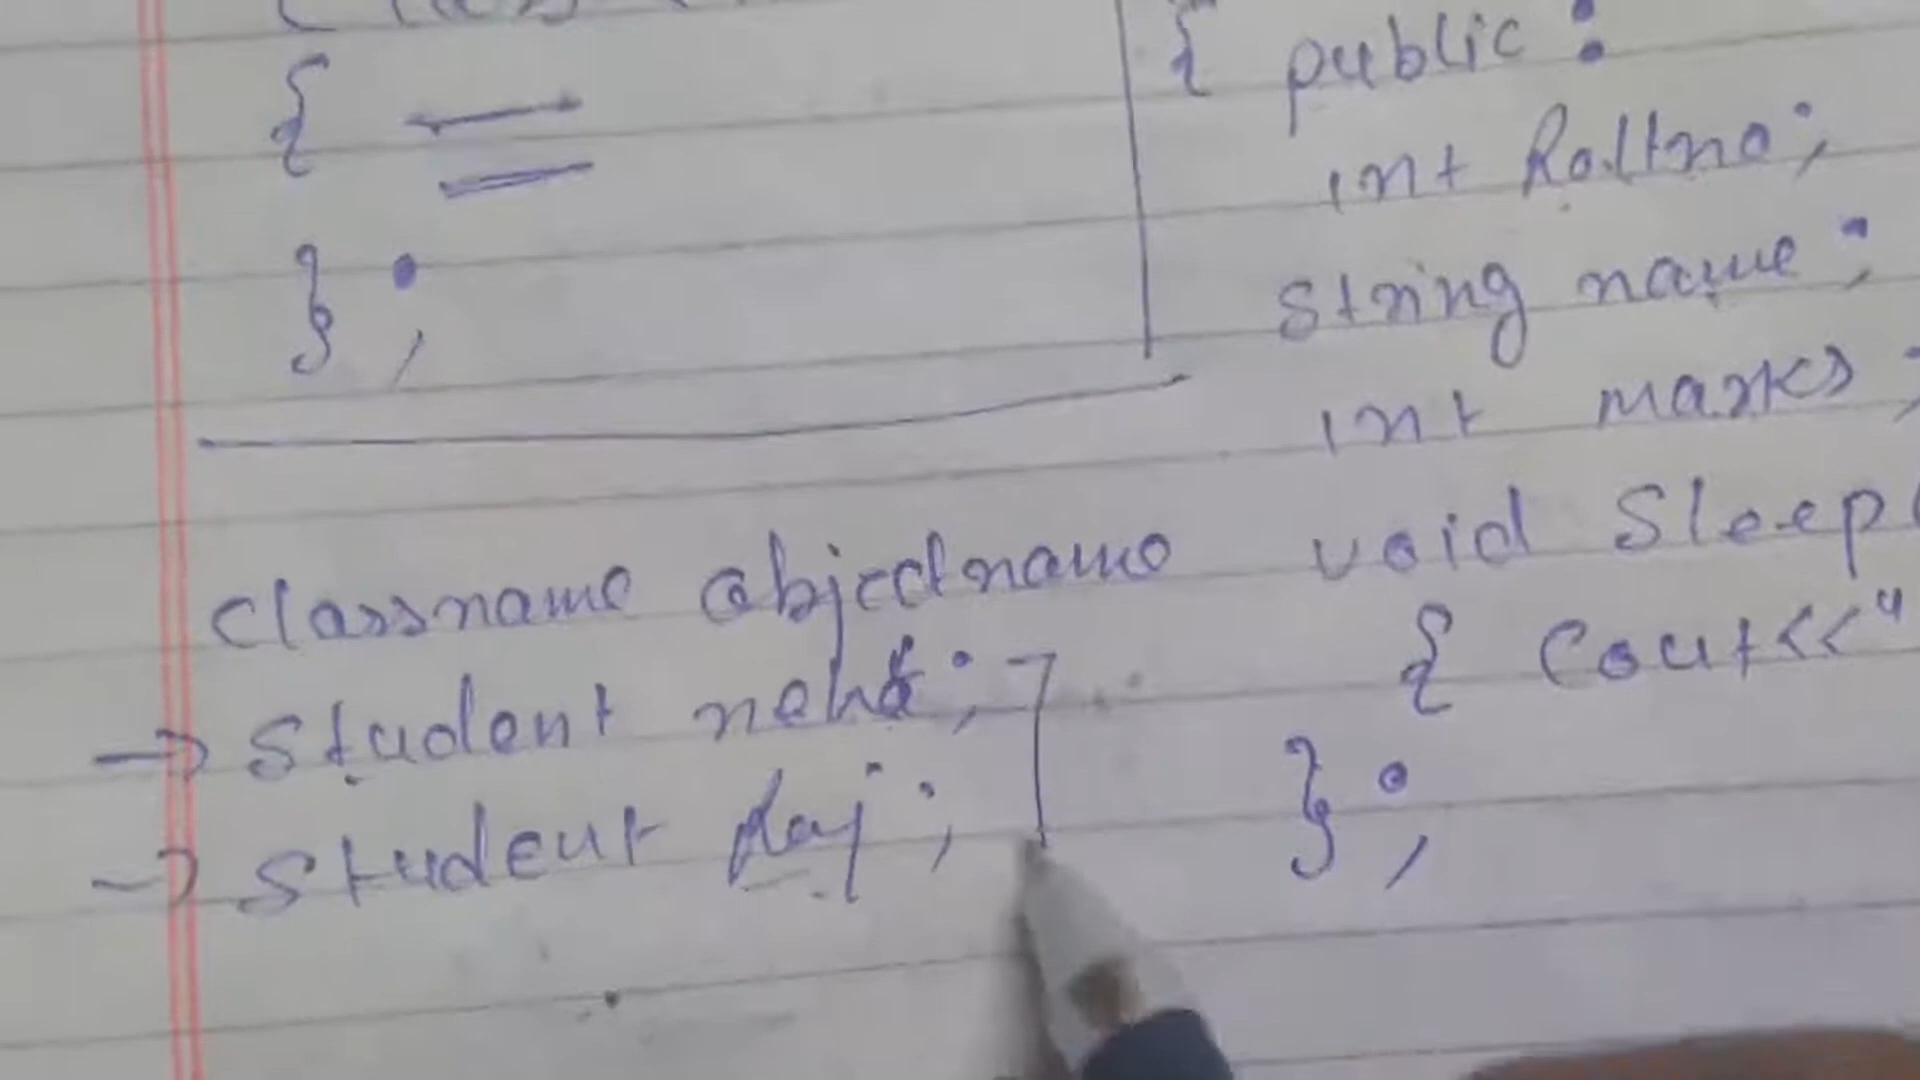 {
};
classname objectname
→ Student neha;
→ Student Raj;
{ public:
int Rollno;
String name;
int marks;
void Sleep(
{ Cout<<"
};